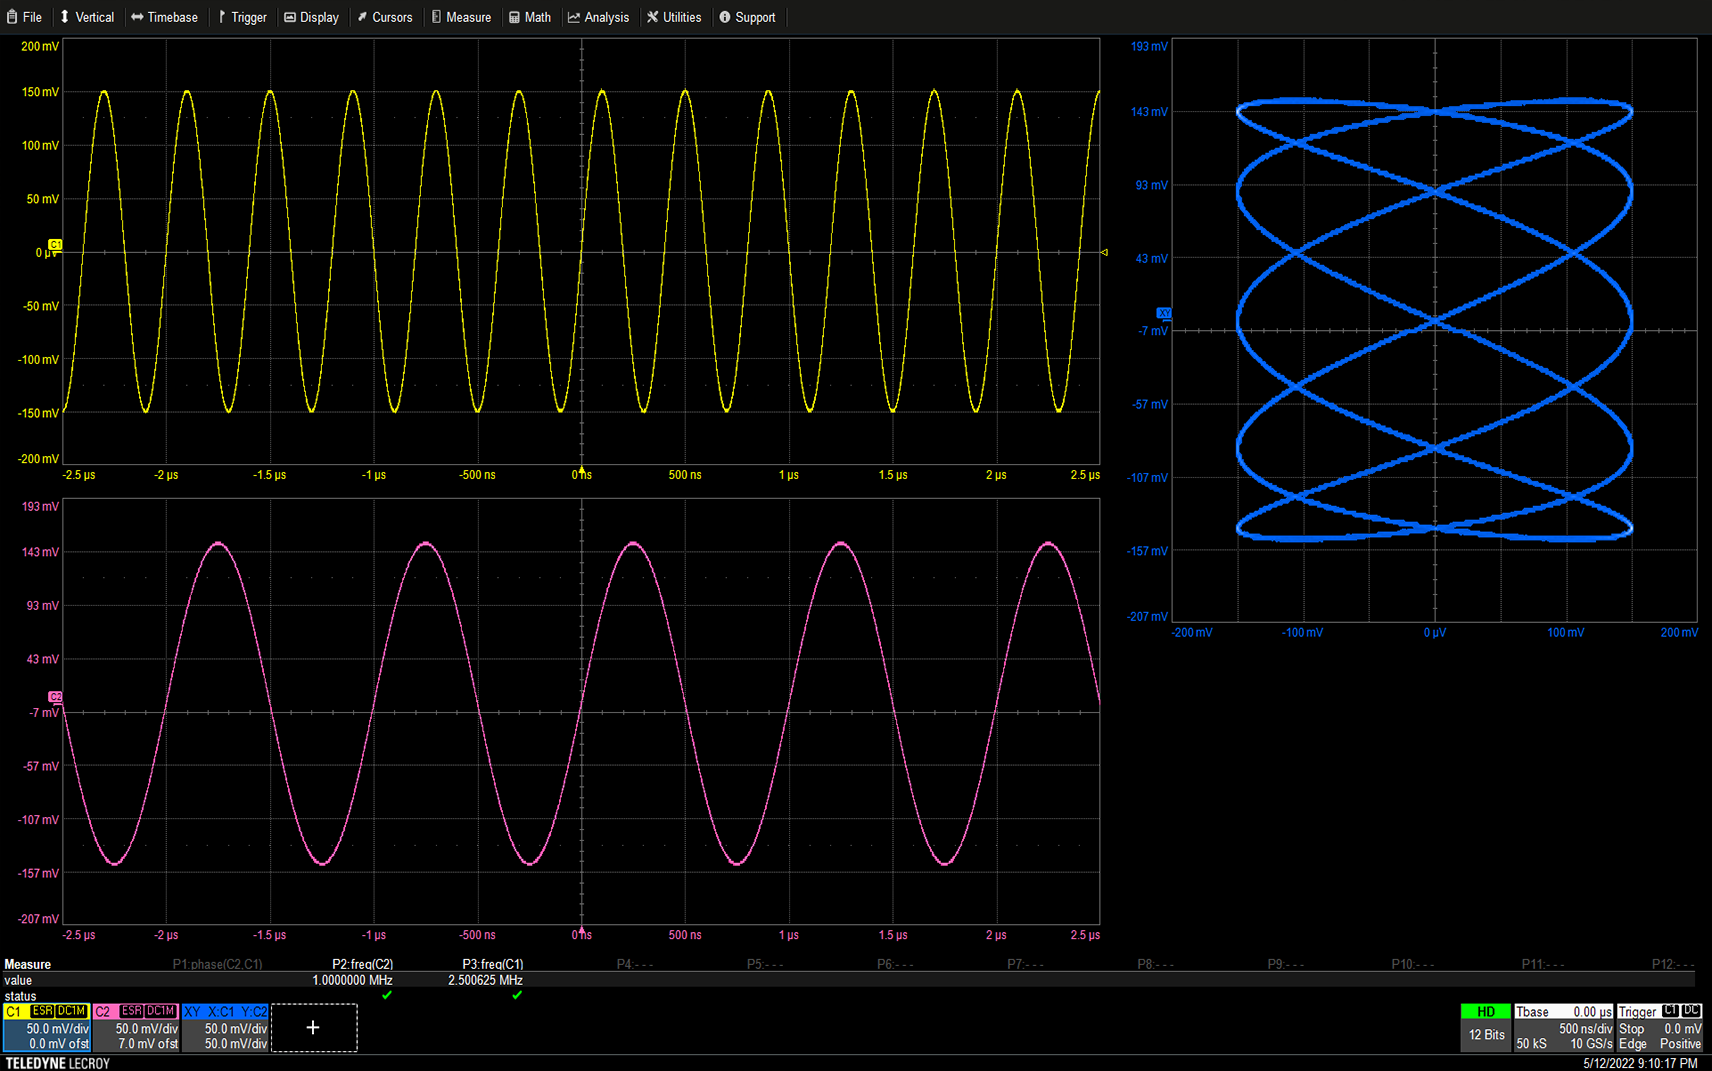 File Vertical Timebase Trigger Display Cursors Measure Math Analysis Utilities Support
200 mV
150 mV
100 mV
50 mV
C1
0 µV
-50 mV
-100 mV
-150 mV
-200 mV
-2.5 µs -2 µs -1.5 µs -1 µs -500 ns 0 ns 500 ns 1 µs 1.5 µs 2 µs 2.5 µs
193 mV
143 mV
93 mV
43 mV
XY
-7 mV
-57 mV
-107 mV
-157 mV
-207 mV
-200 mV -100 mV 0 µV 100 mV 200 mV
193 mV
143 mV
93 mV
43 mV
C2
-7 mV
-57 mV
-107 mV
-157 mV
-207 mV
-2.5 µs -2 µs -1.5 µs -1 µs -500 ns 0 ns 500 ns 1 µs 1.5 µs 2 µs 2.5 µs
Measure P1:phase(C2,C1) P2:freq(C2) P3:freq(C1) P4:--- P5:--- P6:--- P7:--- P8:--- P9:--- P10:--- P11:--- P12:---
value 1.0000000 MHz 2.500625 MHz
status
C1 ESR DC1M
50.0 mV/div
0.0 mV ofst
C2 ESR DC1M
50.0 mV/div
7.0 mV ofst
XY X:C1 Y:C2
50.0 mV/div
50.0 mV/div
+
HD
12 Bits
Tbase 0.00 µs
500 ns/div
50 kS 10 GS/s
Trigger C1 DC
Stop 0.0 mV
Edge Positive
TELEDYNE LECROY
5/12/2022 9:10:17 PM